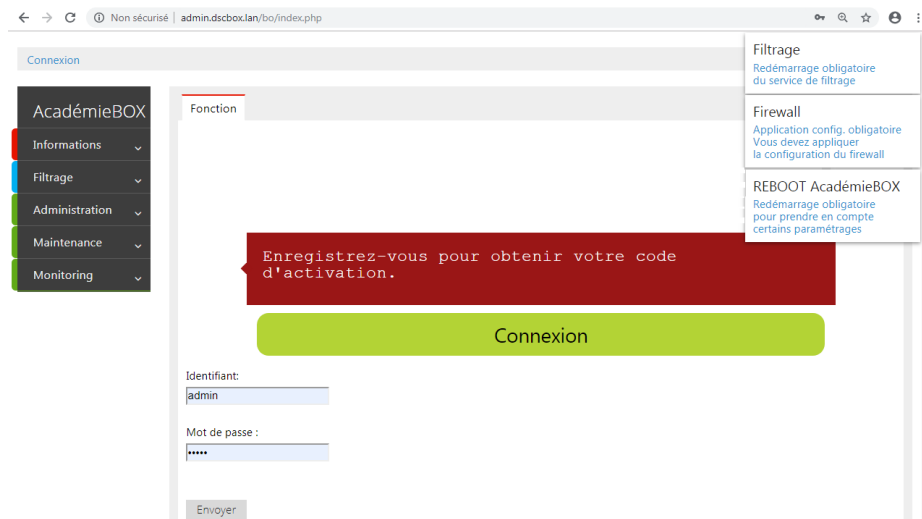 Non sécurisé | admin.dscbox.lan/bo/index.php
Connexion
AcadémieBOX
Informations
Filtrage
Administration
Maintenance
Monitoring
Fonction
Enregistrez-vous pour obtenir votre code
d'activation.
Connexion
Identifiant:
admin
Mot de passe :
•••••
Envoyer
Filtrage
Redémarrage obligatoire
du service de filtrage
Firewall
Application config. obligatoire
Vous devez appliquer
la configuration du firewall
REBOOT AcadémieBOX
Redémarrage obligatoire
pour prendre en compte
certains paramétrages